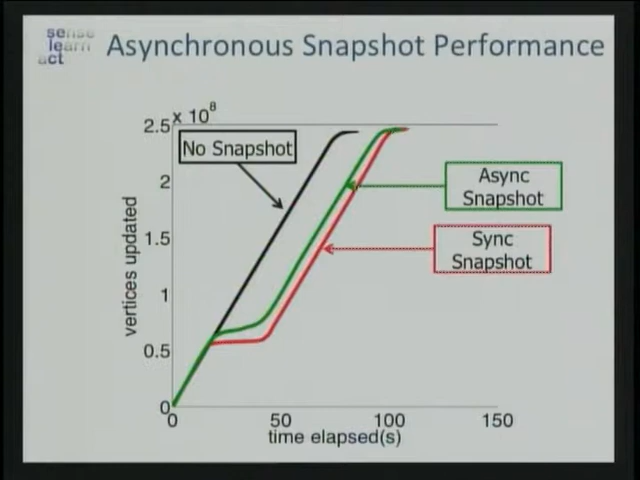 sense
learn
act
Asynchronous Snapshot Performance
2.5 x 10^8
No Snapshot
2
Async
Snapshot
1.5
Sync
Snapshot
1
0.5
0
vertices updated
0 50 100 150
time elapsed(s)